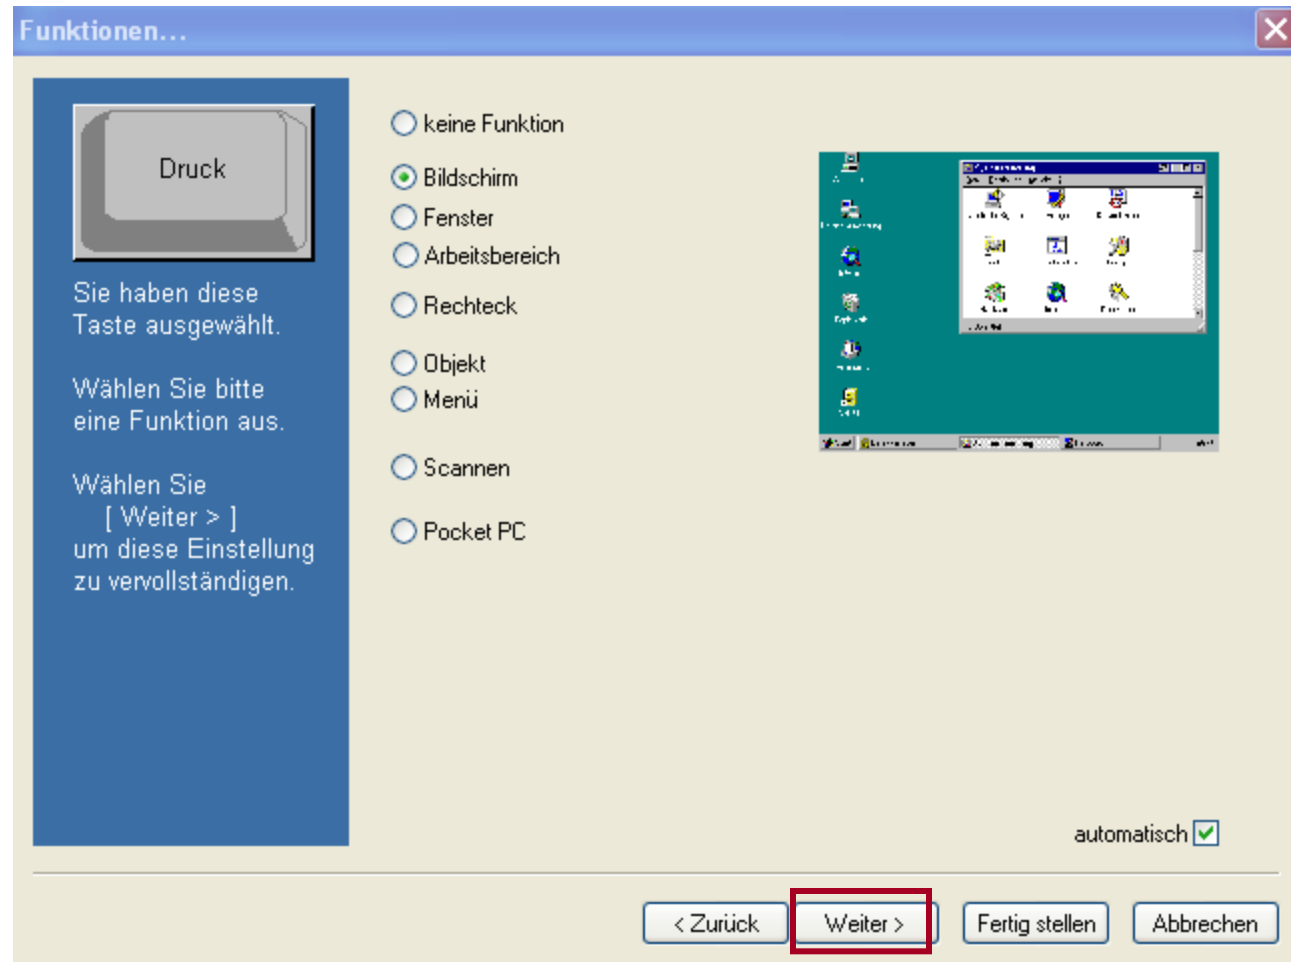 Funktionen...
Druck
Sie haben diese
Taste ausgewählt.
Wählen Sie bitte
eine Funktion aus.
Wählen Sie
[ Weiter > ]
um diese Einstellung
zu vervollständigen.
keine Funktion
Bildschirm
Fenster
Arbeitsbereich
Rechteck
Objekt
Menü
Scannen
Pocket PC
automatisch
< Zurück
Weiter >
Fertig stellen
Abbrechen